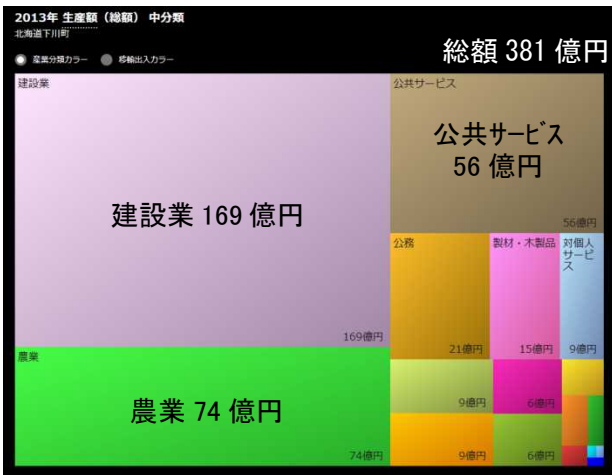 2013年 生産額（総額） 中分類
北海道下川町
産業分類カラー 移輸出入カラー
総額 381 億円
建設業
建設業 169 億円
169億円
公共サービス
公共ｻｰﾋﾞｽ
56 億円
56億円
公務
21億円
製材・木製品
15億円
対個人
サービ
ス
9億円
農業
農業 74 億円
74億円
9億円
6億円
9億円
6億円